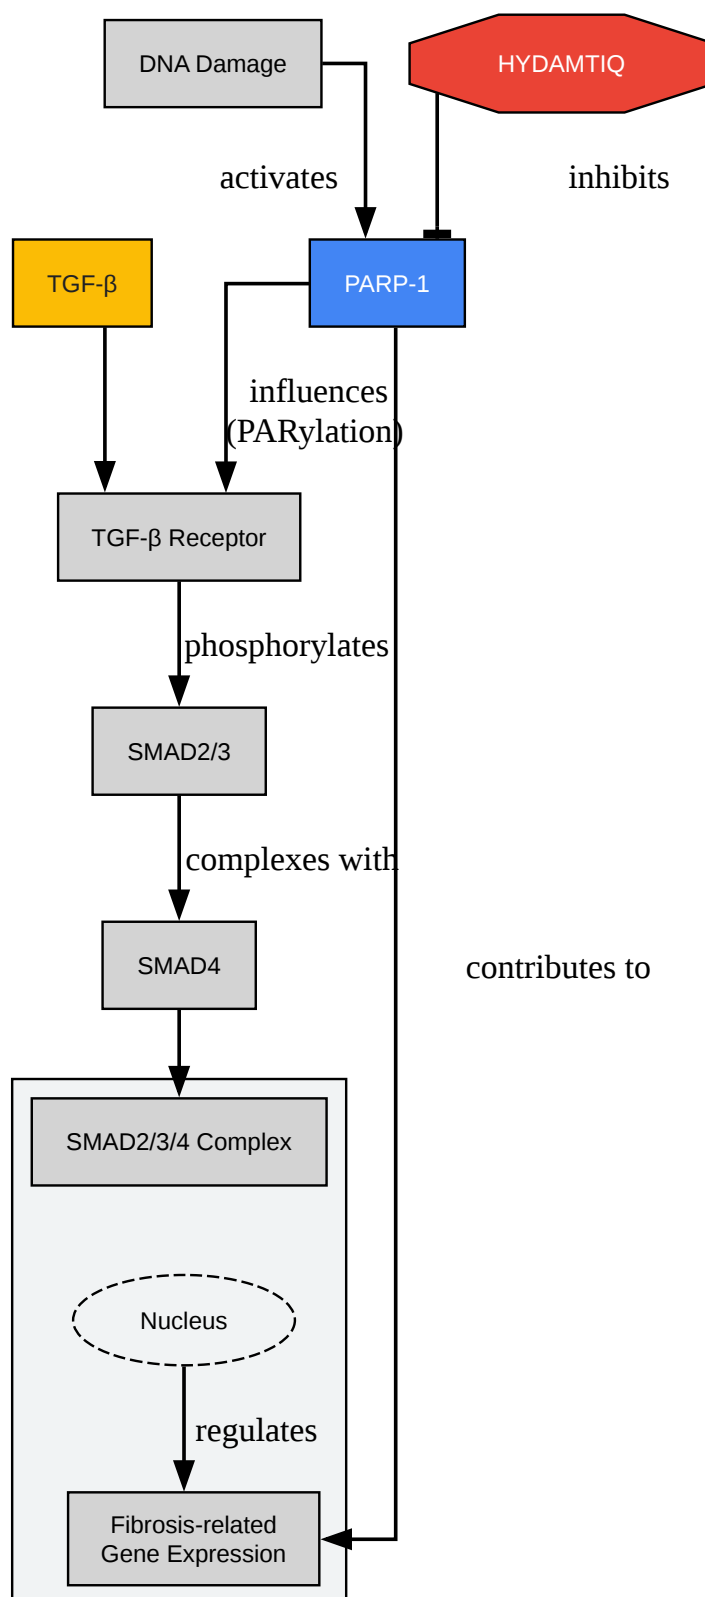 DNA Damage
HYDAMTIQ
activates
inhibits
TGF-β
PARP-1
influences
(PARylation)
TGF-β Receptor
phosphorylates
SMAD2/3
complexes with
SMAD4
contributes to
SMAD2/3/4 Complex
Nucleus
regulates
Fibrosis-related
Gene Expression